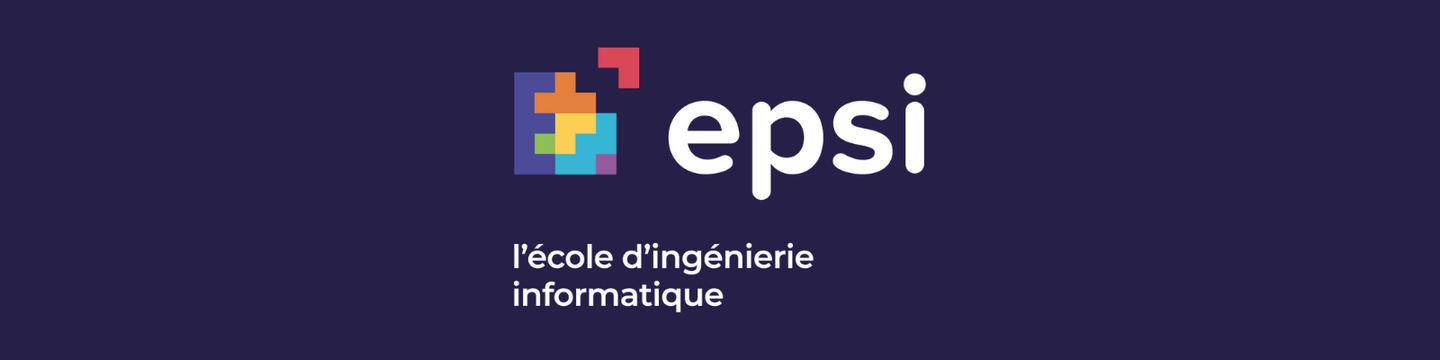 epsi
l’école d’ingénierie
informatique